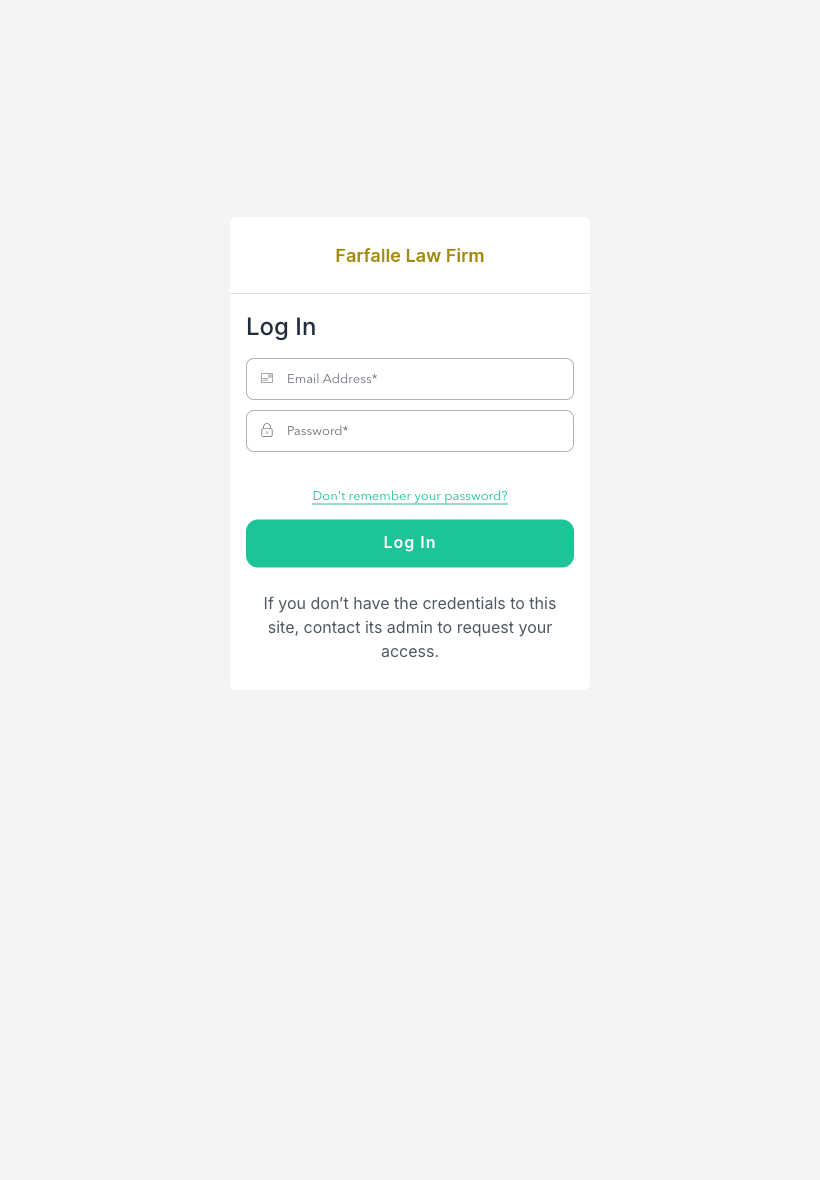 Farfalle Law Firm
Log In
Email Address*
Password*
Don't remember your password?
Log In
If you don’t have the credentials to this
site, contact its admin to request your
access.